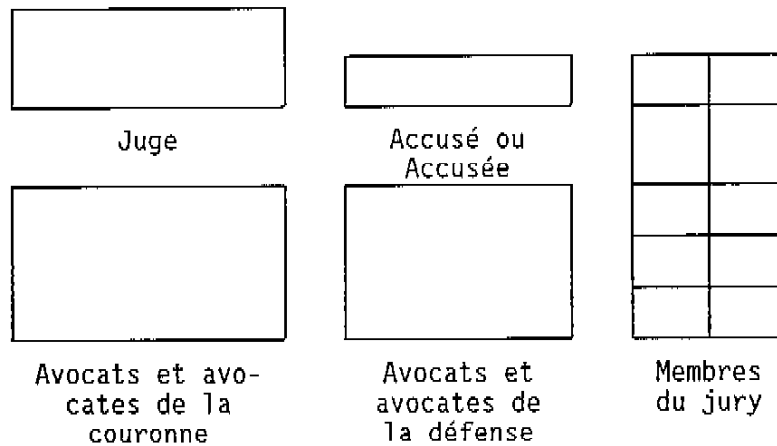 Juge
Accusé ou
Accusée
Avocats et avo-
cates de la
couronne
Avocats et
avocates de
la défense
Membres
du jury